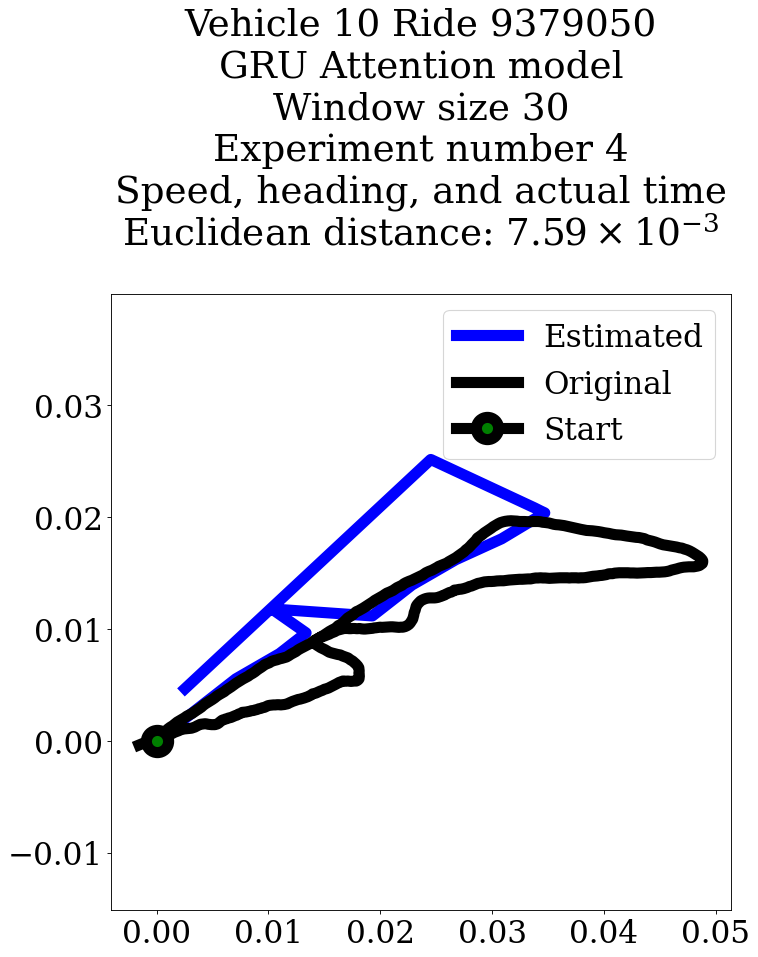 Vehicle 10 Ride 9379050
GRU Attention model
Window size 30
Experiment number 4
Speed, heading, and actual time
Euclidean distance: 7.59 × 10⁻³
Estimated
Original
Start
0.03
0.02
0.01
0.00
−0.01
0.00 0.01 0.02 0.03 0.04 0.05